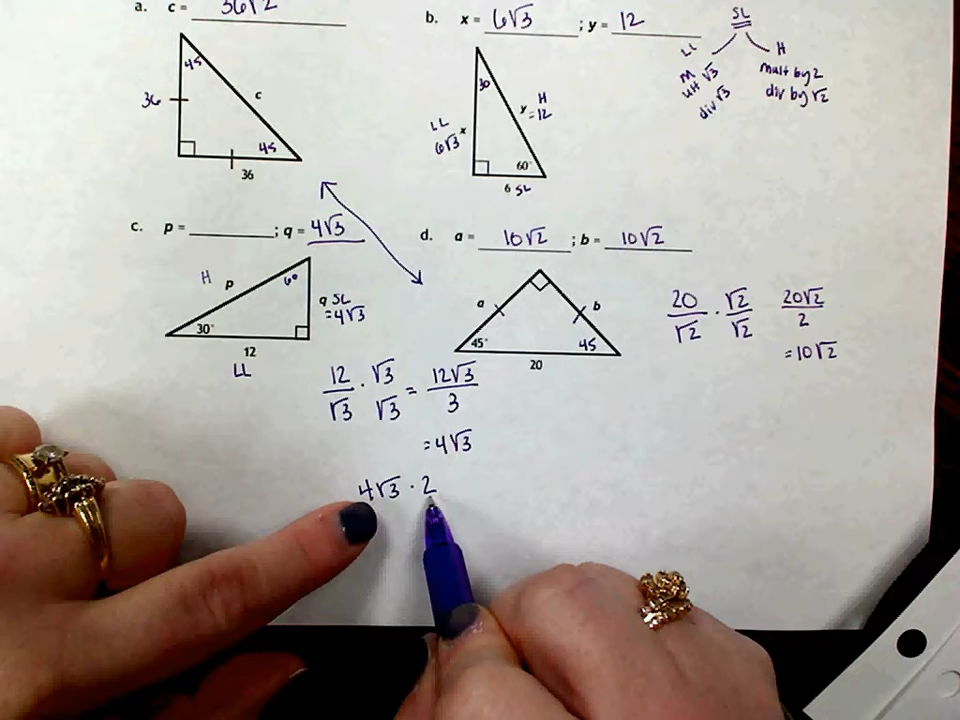 a. c = 36√2
45
36
c
45
36
b. x = 6√3 ; y = 12
30
H
y = 12
LL
6√3 x
60°
6 SL
SL
LL
H
mult √3
mult by 2
div √3
div by √2
c. p = ; q = 4√3
H p
60
q SL
= 4√3
30°
12
LL
12/√3 · √3/√3 = 12√3/3
= 4√3
4√3 · 2
d. a = 10√2 ; b = 10√2
a
b
45°
45
20
20/√2 · √2/√2 20√2/2
= 10√2